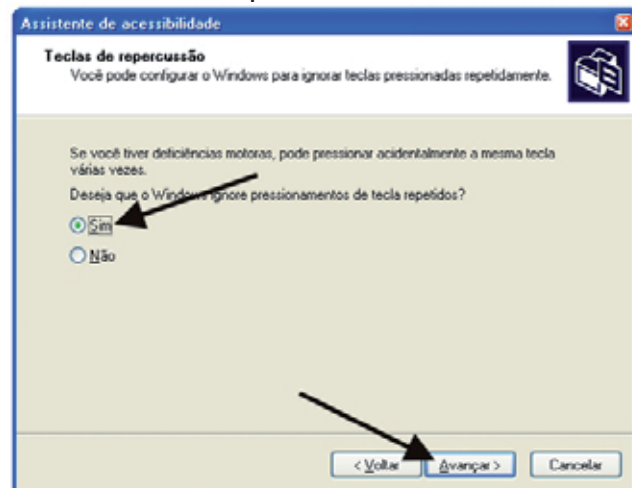 Assistente de acessibilidade
Teclas de repercussão
Você pode configurar o Windows para ignorar teclas pressionadas repetidamente.
Se você tiver deficiências motoras, pode pressionar acidentalmente a mesma tecla
várias vezes.
Deseja que o Windows ignore pressionamentos de tecla repetidos?
Sim
Não
< Voltar Avançar > Cancelar